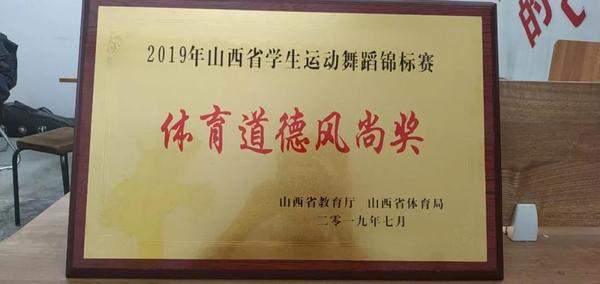 的
2019年山西省学生运动舞蹈锦标赛
体育道德风尚奖
山西省教育厅 山西省体育局
二零一九年七月